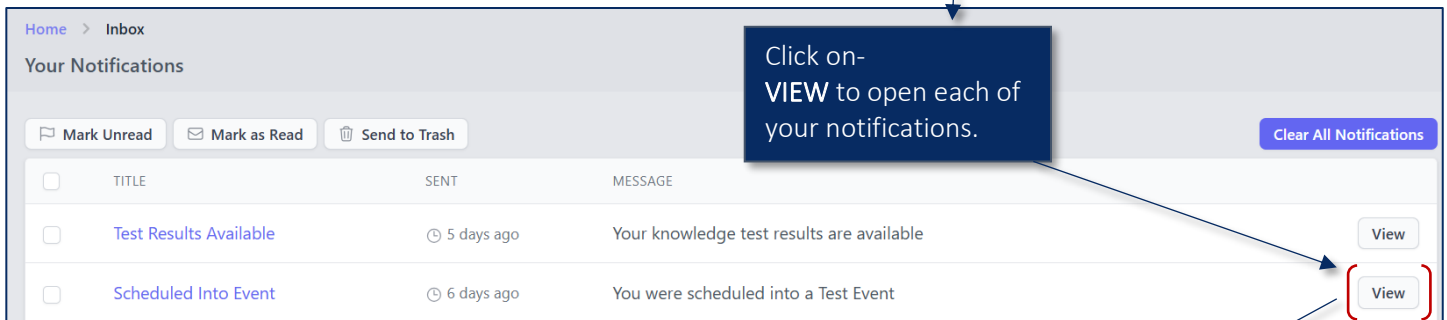 Home > Inbox
Your Notifications
Click on-
VIEW to open each of
your notifications.
Mark Unread Mark as Read Send to Trash Clear All Notifications
TITLE SENT MESSAGE
Test Results Available 5 days ago Your knowledge test results are available View
Scheduled Into Event 6 days ago You were scheduled into a Test Event View